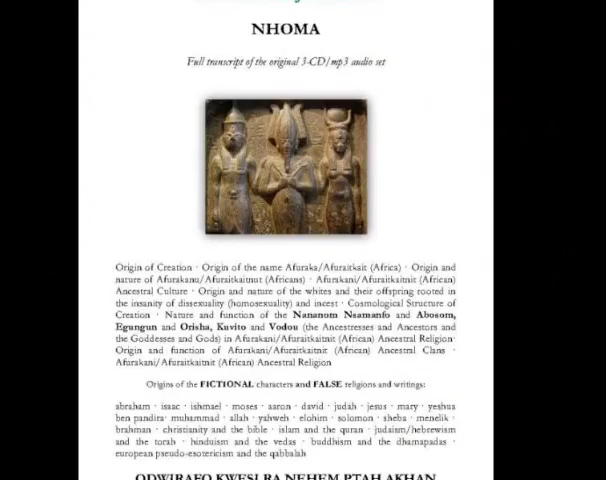 NHOMA
Full transcript of the original 3-CD/mp3 audio set
Origin of Creation · Origin of the name Afuraka/Afuraitkait (Africa) · Origin and
nature of Afurakanu/Afuraitkaitnut (Africans) · Afurakani/Afuraitkaitnit (African)
Ancestral Culture · Origin and nature of the whites and their offspring rooted in
the insanity of dissexuality (homosexuality) and incest · Cosmological Structure of
Creation · Nature and function of the Nananom Nsamanfo and Abosom,
Egungun and Orisha, Kuvito and Vodou (the Ancestresses and Ancestors and
the Goddesses and Gods) in Afurakani/Afuraitkaitnit (African) Ancestral Religion·
Origin and function of Afurakani/Afuraitkaitnit (African) Ancestral Clans ·
Afurakani/Afuraitkaitnit (African) Ancestral Religion
Origins of the FICTIONAL characters and FALSE religions and writings:
abraham · isaac · ishmael · moses · aaron · david · judah · jesus · mary · yeshua
ben pandira· muhammad · allah · yahweh · elohim · solomon · sheba · menelik ·
brahman · christianity and the bible · islam and the quran · judaism/hebrewism
and the torah · hinduism and the vedas · buddhism and the dhamapadas ·
european pseudo-esotericism and the qabbalah
ODWIRAFO KWESI RA NEHEM PTAH AKHAN